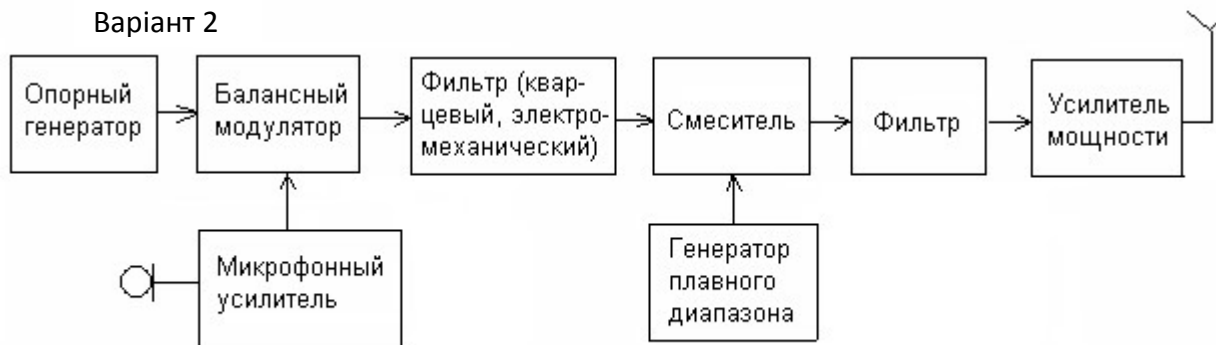 Варіант 2
Опорный
генератор
Балансный
модулятор
Фильтр (квар-
цевый, электро-
механический)
Смеситель
Фильтр
Усилитель
мощности
Микрофонный
усилитель
Генератор
плавного
диапазона